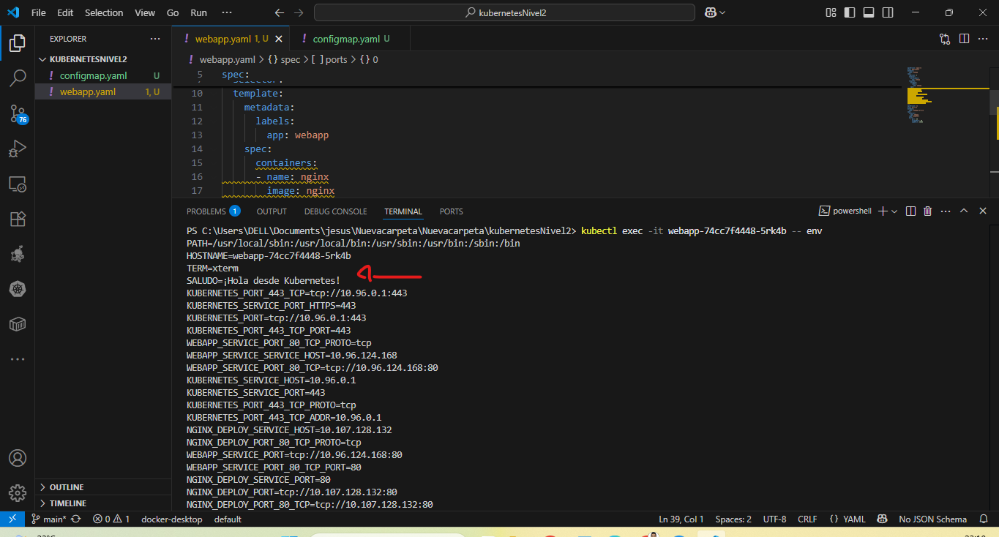 File Edit Selection View Go Run ···
kubernetesNivel2
EXPLORER ···
KUBERNETESNIVEL2
! configmap.yaml U
! webapp.yaml 1, U
76
OUTLINE
TIMELINE
! webapp.yaml 1, U
! configmap.yaml U
! webapp.yaml > {} spec > [ ] ports > {} 0
5 spec:
10 template:
11 metadata:
12 labels:
13 app: webapp
14 spec:
15 containers:
16 - name: nginx
17 image: nginx
PROBLEMS 1 OUTPUT DEBUG CONSOLE TERMINAL PORTS
powershell
PS C:\Users\DELL\Documents\jesus\Nuevacarpeta\Nuevacarpeta\kubernetesNivel2> kubectl exec -it webapp-74cc7f4448-5rk4b -- env
PATH=/usr/local/sbin:/usr/local/bin:/usr/sbin:/usr/bin:/sbin:/bin
HOSTNAME=webapp-74cc7f4448-5rk4b
TERM=xterm
SALUDO=¡Hola desde Kubernetes!
KUBERNETES_PORT_443_TCP=tcp://10.96.0.1:443
KUBERNETES_SERVICE_PORT_HTTPS=443
KUBERNETES_PORT=tcp://10.96.0.1:443
KUBERNETES_PORT_443_TCP_PORT=443
WEBAPP_SERVICE_PORT_80_TCP_PROTO=tcp
WEBAPP_SERVICE_SERVICE_HOST=10.96.124.168
WEBAPP_SERVICE_PORT_80_TCP=tcp://10.96.124.168:80
KUBERNETES_SERVICE_HOST=10.96.0.1
KUBERNETES_SERVICE_PORT=443
KUBERNETES_PORT_443_TCP_PROTO=tcp
KUBERNETES_PORT_443_TCP_ADDR=10.96.0.1
NGINX_DEPLOY_SERVICE_HOST=10.107.128.132
NGINX_DEPLOY_PORT_80_TCP_PROTO=tcp
WEBAPP_SERVICE_PORT=tcp://10.96.124.168:80
WEBAPP_SERVICE_PORT_80_TCP_PORT=80
NGINX_DEPLOY_SERVICE_PORT=80
NGINX_DEPLOY_PORT=tcp://10.107.128.132:80
NGINX_DEPLOY_PORT_80_TCP=tcp://10.107.128.132:80
main* 0 1 docker-desktop default
Ln 39, Col 1 Spaces: 2 UTF-8 CRLF {} YAML No JSON Schema